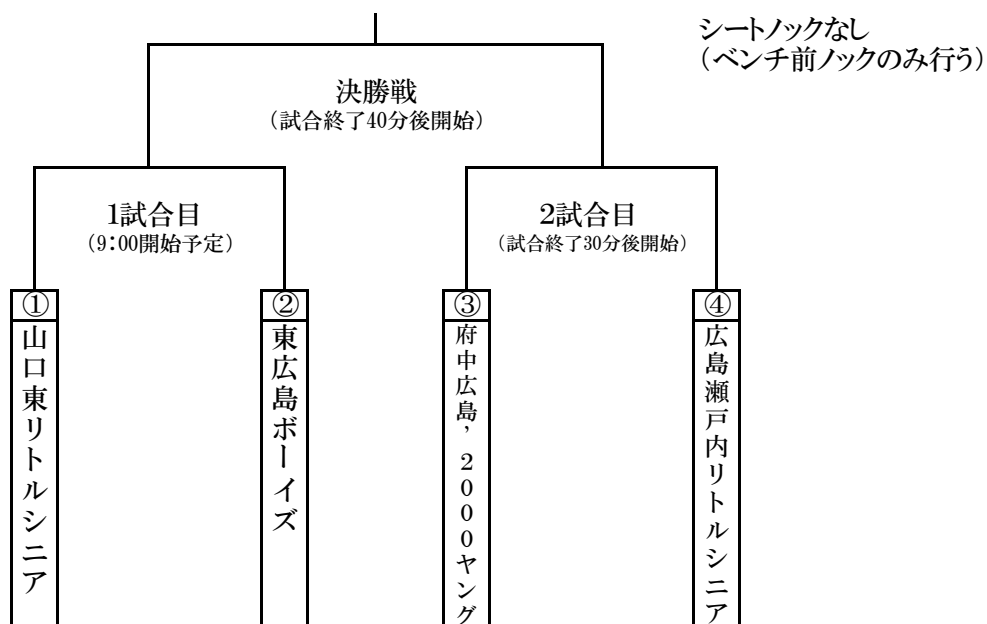 シートノックなし
（ベンチ前ノックのみ行う）
決勝戦
（試合終了40分後開始）
1試合目
（9：00開始予定）
2試合目
（試合終了30分後開始）
①
山口東リトルシニア
②
東広島ボーイズ
③
府中広島’2000ヤング
④
広島瀬戸内リトルシニア